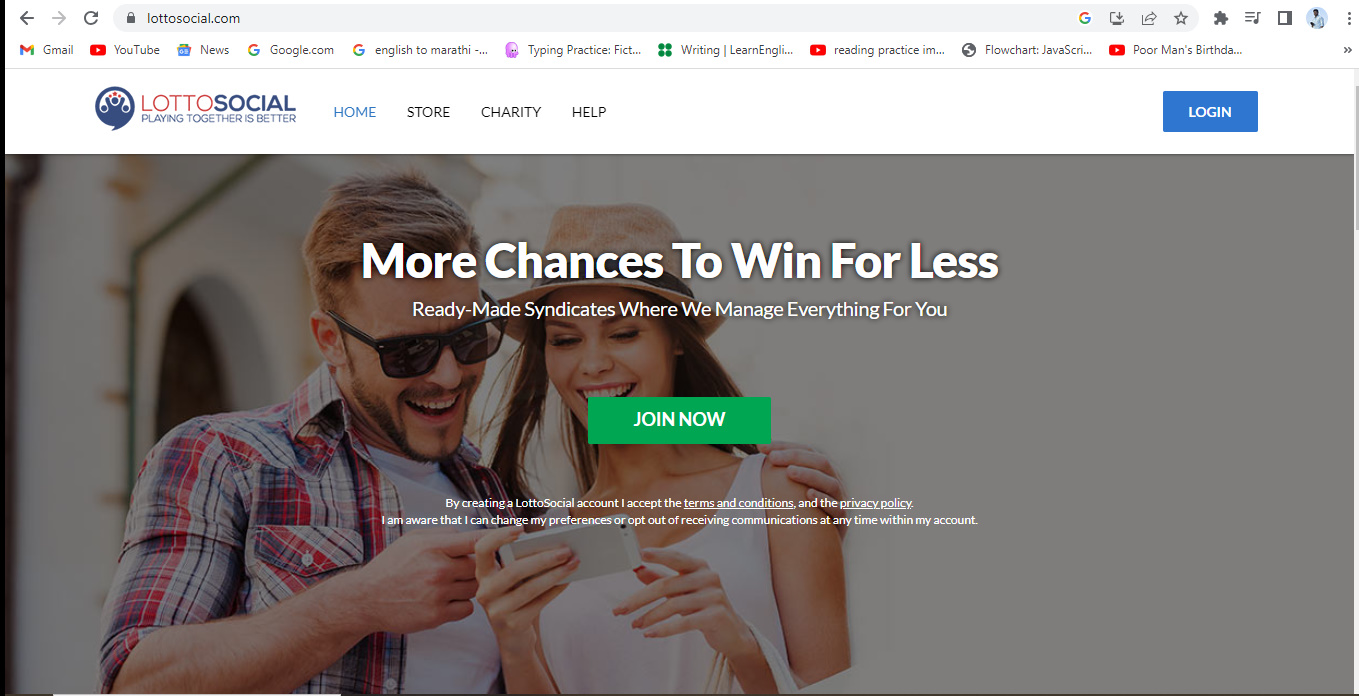 lottosocial.com
Gmail YouTube News Google.com english to marathi -... Typing Practice: Fict... Writing | LearnEngli... reading practice im... Flowchart: JavaScri... Poor Man's Birthda... »
LOTTOSOCIAL
PLAYING TOGETHER IS BETTER
HOME STORE CHARITY HELP LOGIN
More Chances To Win For Less
Ready-Made Syndicates Where We Manage Everything For You
JOIN NOW
By creating a LottoSocial account I accept the terms and conditions, and the privacy policy.
I am aware that I can change my preferences or opt out of receiving communications at any time within my account.